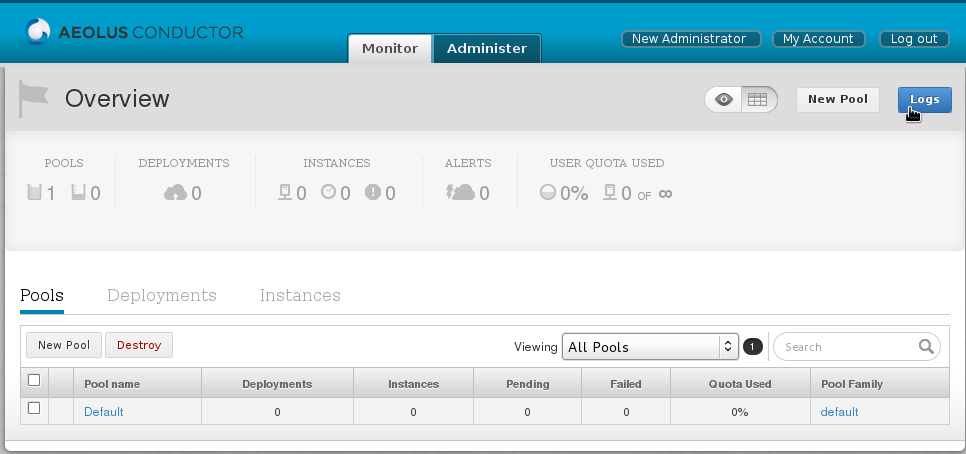 AEOLUS CONDUCTOR
Monitor Administer
New Administrator My Account Log out
Overview
New Pool Logs
POOLS DEPLOYMENTS INSTANCES ALERTS USER QUOTA USED
1 0 0 0 0 0 0 0% 0 OF ∞
Pools Deployments Instances
New Pool Destroy Viewing All Pools 1 Search
Pool name Deployments Instances Pending Failed Quota Used Pool Family
Default 0 0 0 0 0% default